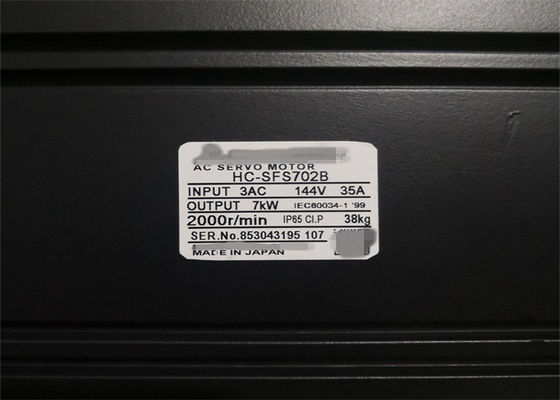 AC SERVO MOTOR
HC-SFS702B
INPUT 3AC 144V 35A
OUTPUT 7kW IEC60034-1 '99
2000r/min IP65 Cl.F 38kg
SER.No.853043195 107
MADE IN JAPAN